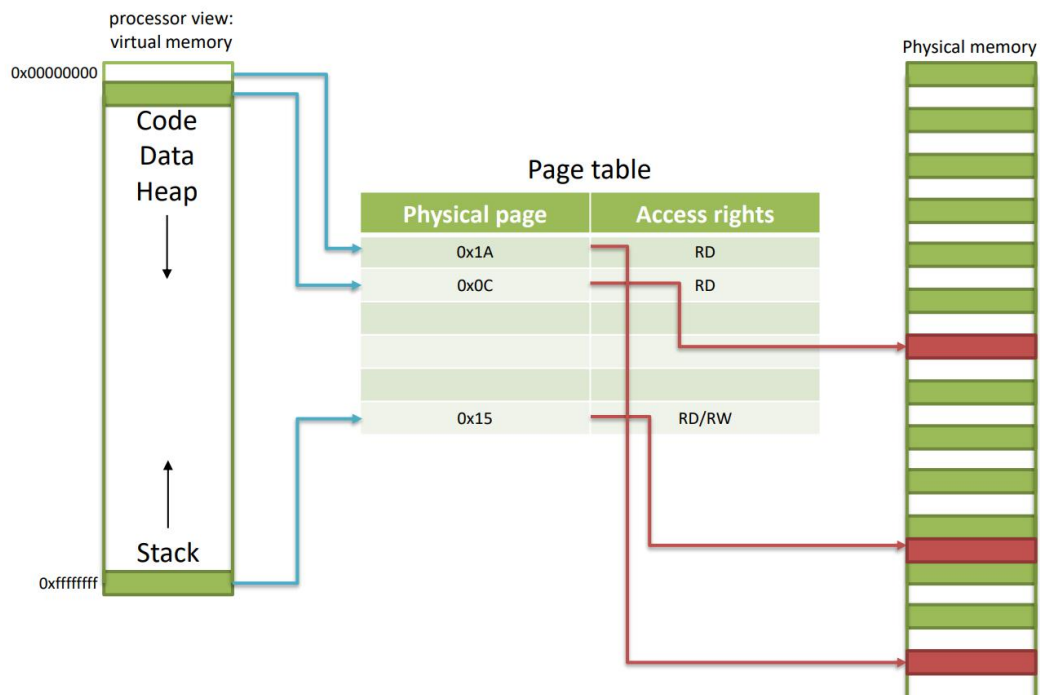 processor view:
virtual memory
0x00000000
Code
Data
Heap
Stack
0xffffffff
Page table
Physical page Access rights
0x1A RD
0x0C RD
0x15 RD/RW
Physical memory